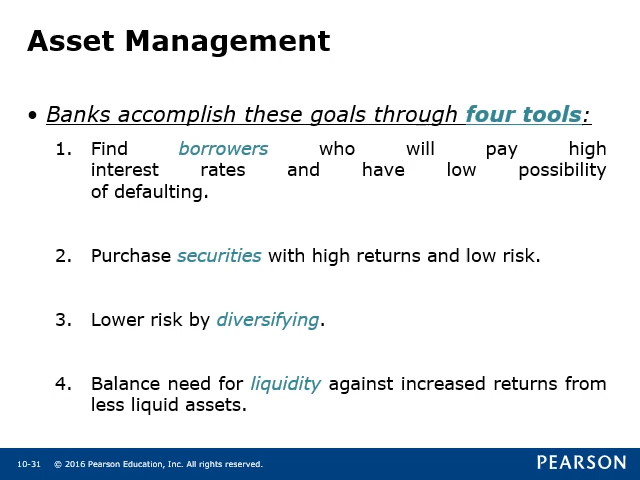 Asset Management
• Banks accomplish these goals through four tools:
1. Find borrowers who will pay high
interest rates and have low possibility
of defaulting.
2. Purchase securities with high returns and low risk.
3. Lower risk by diversifying.
4. Balance need for liquidity against increased returns from
less liquid assets.
10-31 © 2016 Pearson Education, Inc. All rights reserved. PEARSON